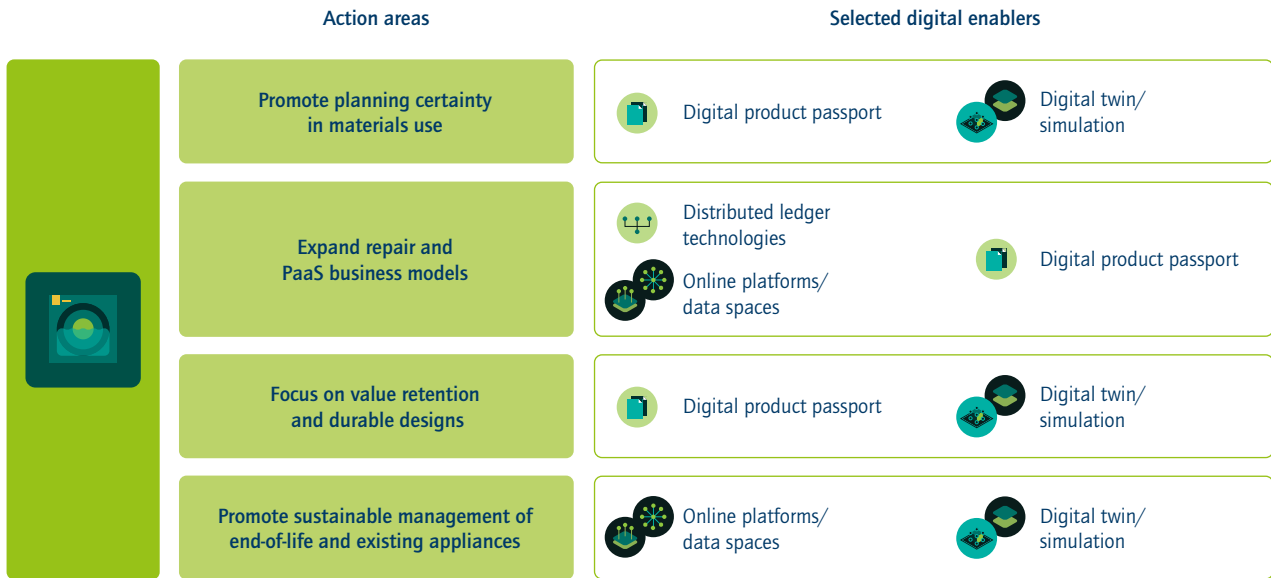 Action areas
Selected digital enablers
Promote planning certainty
in materials use
Digital product passport
Digital twin/
simulation
Expand repair and
PaaS business models
Distributed ledger
technologies
Online platforms/
data spaces
Digital product passport
Focus on value retention
and durable designs
Digital product passport
Digital twin/
simulation
Promote sustainable management of
end-of-life and existing appliances
Online platforms/
data spaces
Digital twin/
simulation